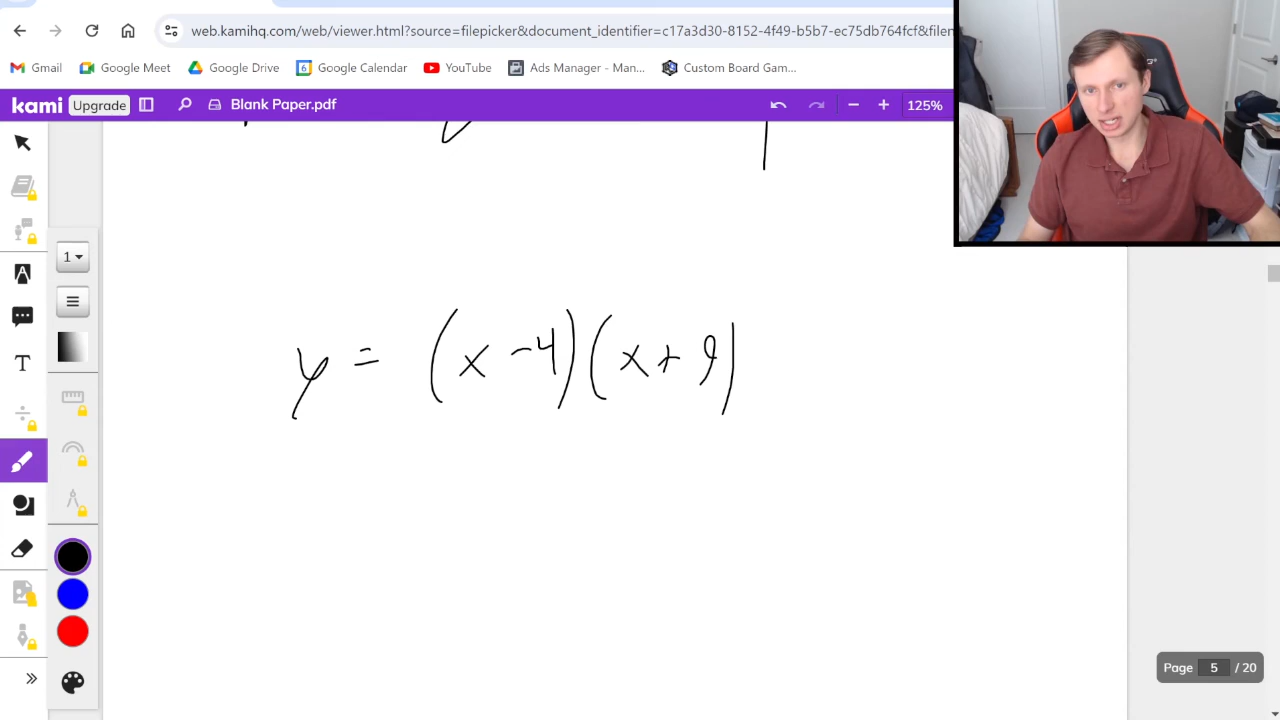 web.kamihq.com/web/viewer.html?source=filepicker&document_identifier=c17a3d30-8152-4f49-b5b7-ec75db764fcf&filen
Gmail Google Meet Google Drive 6 Google Calendar YouTube Ads Manager - Man... Custom Board Gam...
kami Upgrade Blank Paper.pdf 125%
1
A
T
y = (x - 4)(x + 9)
Page 5 / 20